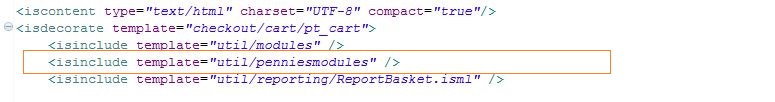 <iscontent type="text/html" charset="UTF-8" compact="true"/>
<isdecorate template="checkout/cart/pt_cart">
<isinclude template="util/modules" />
<isinclude template="util/penniesmodules" />
<isinclude template="util/reporting/ReportBasket.isml" />